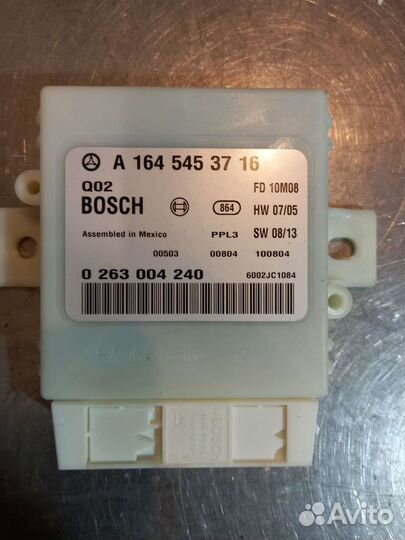 A 164 545 37 16
Q02 FD 10M08
BOSCH 864 HW 07/05
Assembled in Mexico PPL3 SW 08/13
00503 00804 100804
0 263 004 240 6002JC1084
BOSCH
Avito